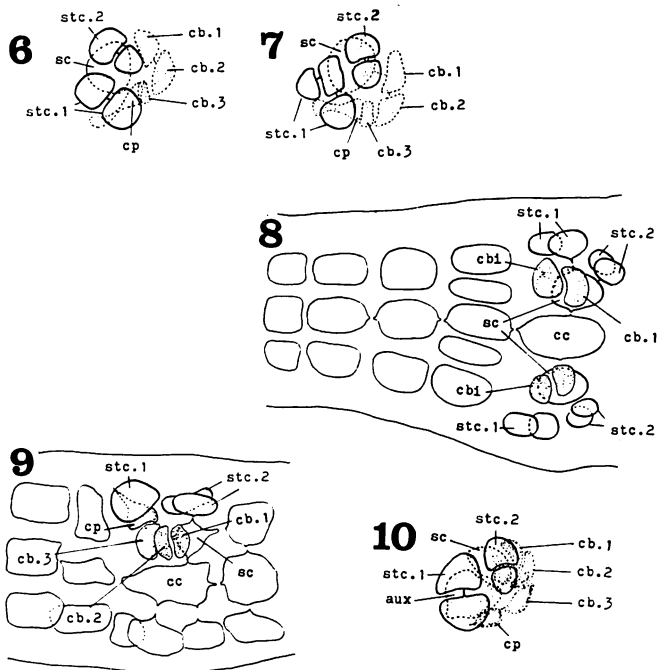 6
stc.2
cb.1
sc
cb.2
cb.3
stc.1
cp
7
stc.2
sc
cb.1
cb.2
stc.1
cp
cb.3
8
stc.1
stc.2
cbi
sc
cc
cb.1
cbi
stc.1
stc.2
9
stc.1
stc.2
cp
cb.1
cb.3
cc
sc
cb.2
10
sc
stc.2
cb.1
stc.1
cb.2
aux
cb.3
cp